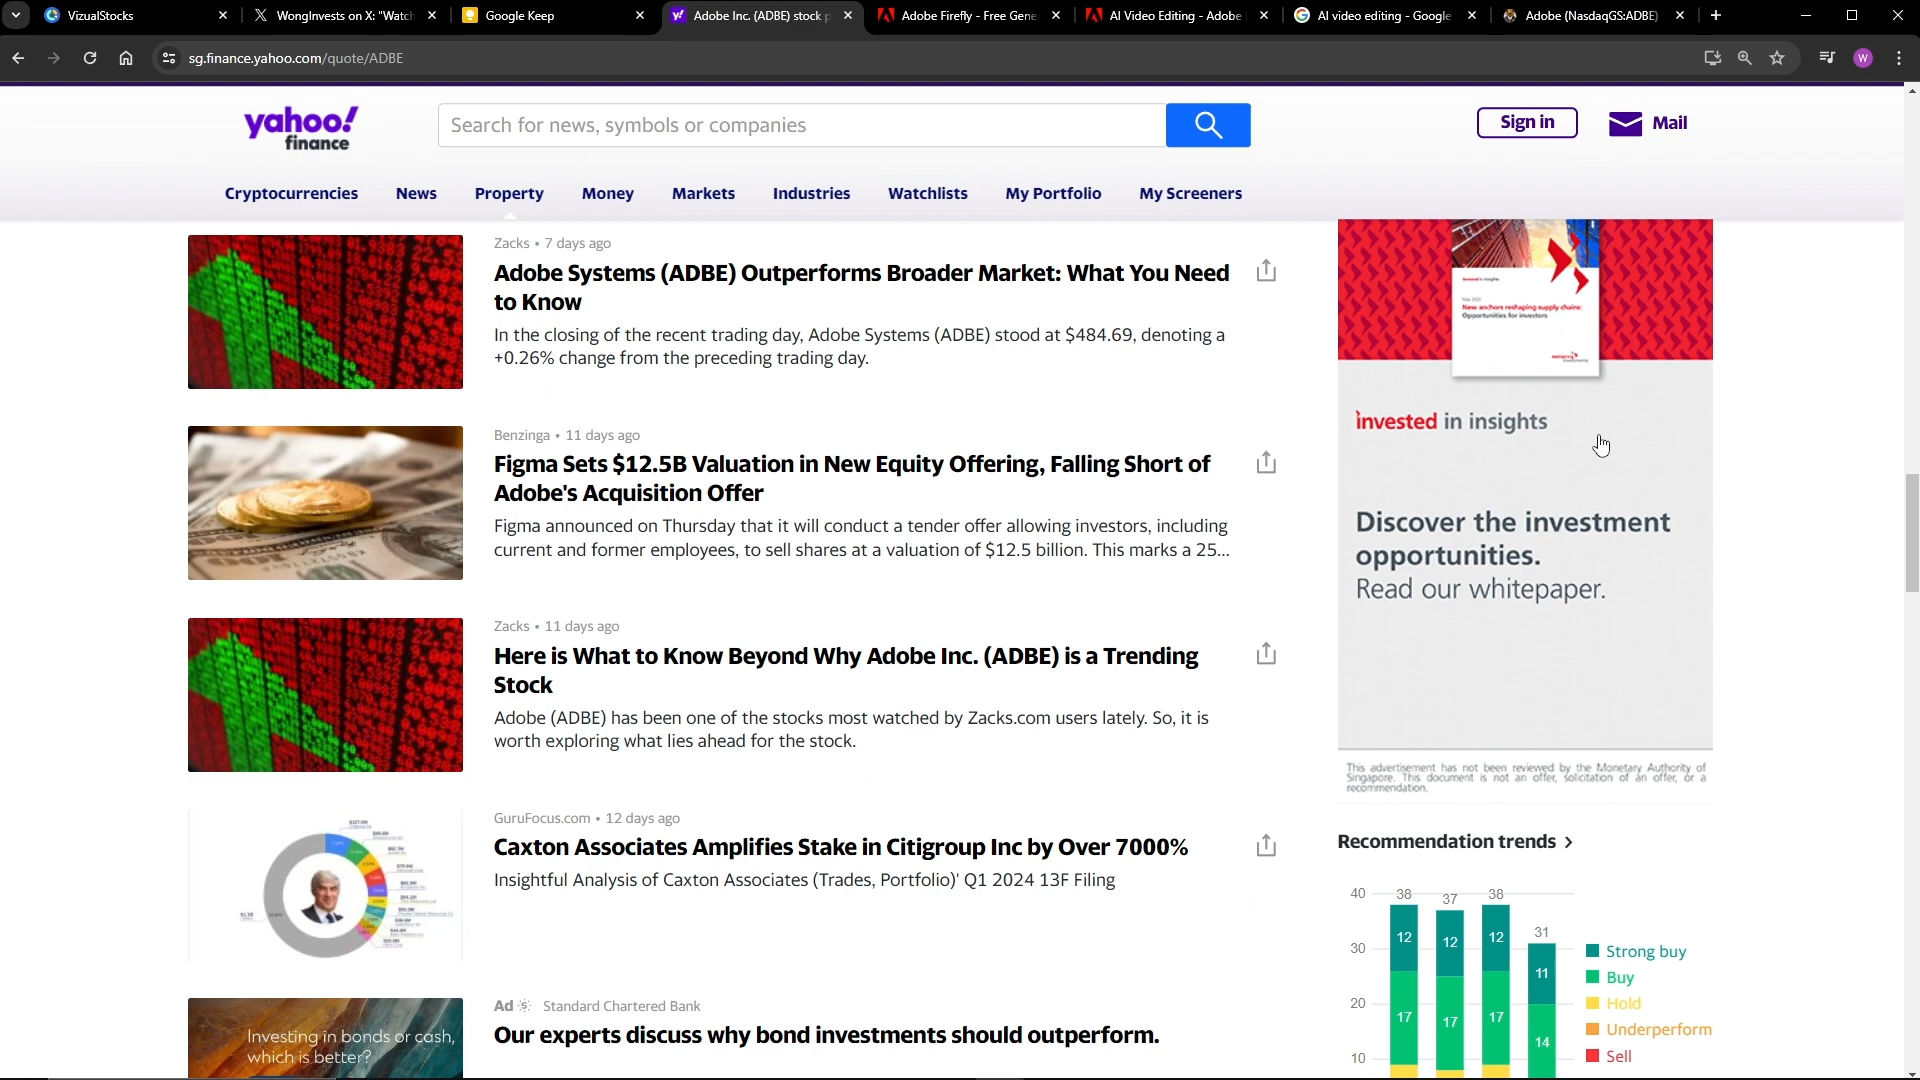 VizualStocks
WongInvests on X: "Watch
Google Keep
Adobe Inc. (ADBE) stock p
Adobe Firefly - Free Gene
AI Video Editing - Adobe
AI video editing - Google
Adobe (NasdaqGS:ADBE)
sg.finance.yahoo.com/quote/ADBE
W
yahoo!
finance
Search for news, symbols or companies
Sign in
Mail
Cryptocurrencies
News
Property
Money
Markets
Industries
Watchlists
My Portfolio
My Screeners
Zacks • 7 days ago
Adobe Systems (ADBE) Outperforms Broader Market: What You Need
to Know
In the closing of the recent trading day, Adobe Systems (ADBE) stood at $484.69, denoting a
+0.26% change from the preceding trading day.
Benzinga • 11 days ago
Figma Sets $12.5B Valuation in New Equity Offering, Falling Short of
Adobe's Acquisition Offer
Figma announced on Thursday that it will conduct a tender offer allowing investors, including
current and former employees, to sell shares at a valuation of $12.5 billion. This marks a 25...
Zacks • 11 days ago
Here is What to Know Beyond Why Adobe Inc. (ADBE) is a Trending
Stock
Adobe (ADBE) has been one of the stocks most watched by Zacks.com users lately. So, it is
worth exploring what lies ahead for the stock.
GuruFocus.com • 12 days ago
Caxton Associates Amplifies Stake in Citigroup Inc by Over 7000%
Insightful Analysis of Caxton Associates (Trades, Portfolio)' Q1 2024 13F Filing
Investing in bonds or cash,
which is better?
Ad Standard Chartered Bank
Our experts discuss why bond investments should outperform.
New anchors reshaping supply chains:
Opportunities for investors
invested in insights
Discover the investment
opportunities.
Read our whitepaper.
This advertisement has not been reviewed by the Monetary Authority of
Singapore. This document is not an offer, solicitation of an offer, or a
recommendation.
Recommendation trends >
40
30
20
10
38
37
38
31
12
12
12
11
17
17
17
14
Strong buy
Buy
Hold
Underperform
Sell